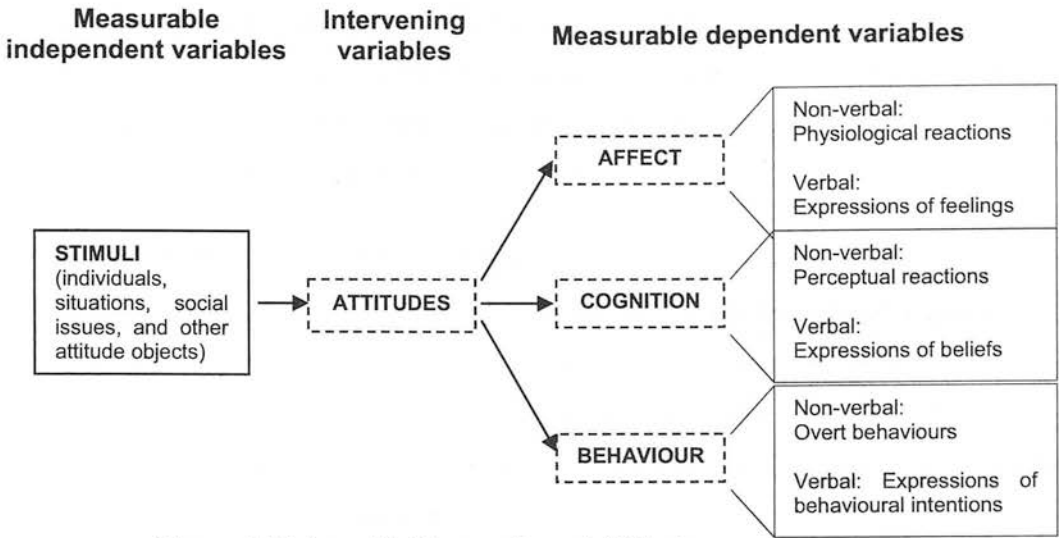 Measurable
independent variables
Intervening
variables
Measurable dependent variables
STIMULI
(individuals,
situations, social
issues, and other
attitude objects)
ATTITUDES
AFFECT
Non-verbal:
Physiological reactions
Verbal:
Expressions of feelings
COGNITION
Non-verbal:
Perceptual reactions
Verbal:
Expressions of beliefs
BEHAVIOUR
Non-verbal:
Overt behaviours
Verbal: Expressions of
behavioural intentions